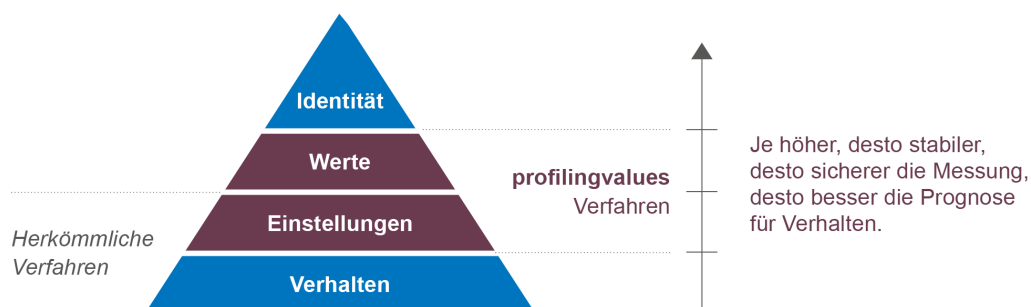 Identität
Werte
Einstellungen
Verhalten
Herkömmliche
Verfahren
profilingvalues
Verfahren
Je höher, desto stabiler,
desto sicherer die Messung,
desto besser die Prognose
für Verhalten.